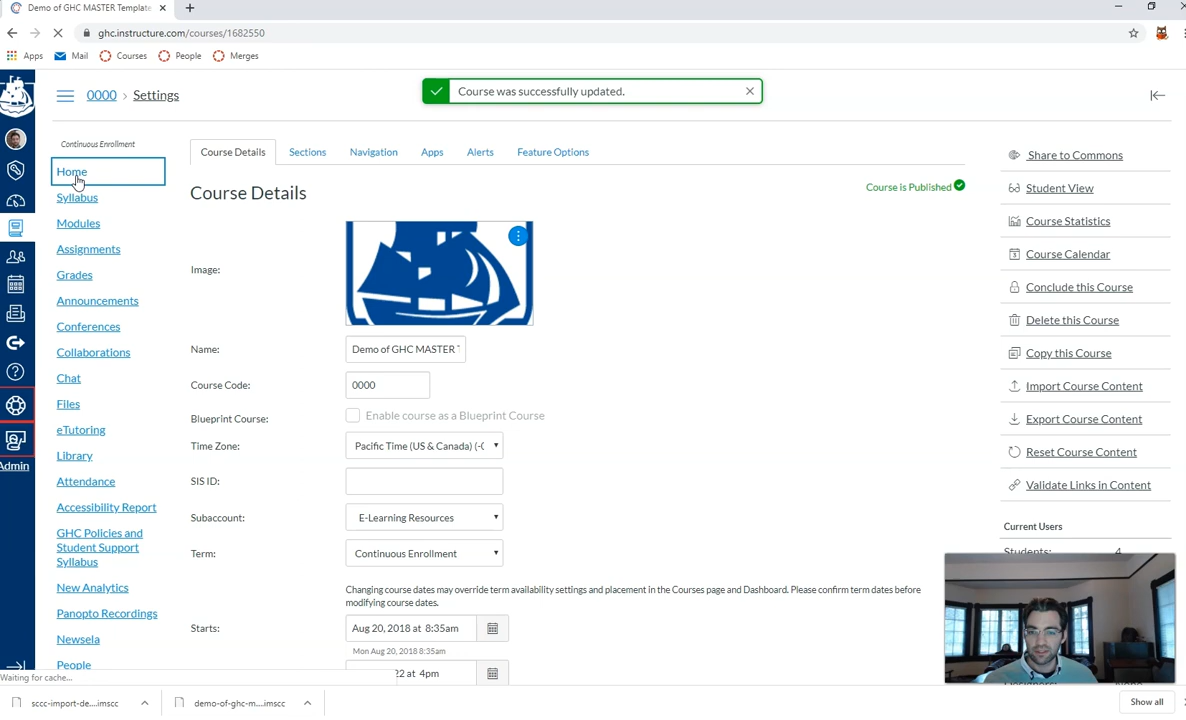 Demo of GHC MASTER Template
ghc.instructure.com/courses/1682550
Apps Mail Courses People Merges
0000 > Settings
Course was successfully updated.
Continuous Enrollment
Home
Syllabus
Modules
Assignments
Grades
Announcements
Conferences
Collaborations
Chat
Files
eTutoring
Library
Attendance
Accessibility Report
GHC Policies and
Student Support
Syllabus
New Analytics
Panopto Recordings
Newsela
People
Admin
Course Details Sections Navigation Apps Alerts Feature Options
Course Details
Course is Published
Image:
Name: Demo of GHC MASTER
Course Code: 0000
Blueprint Course: Enable course as a Blueprint Course
Time Zone: Pacific Time (US & Canada) (-
SIS ID:
Subaccount: E-Learning Resources
Term: Continuous Enrollment
Changing course dates may override term availability settings and placement in the Courses page and Dashboard. Please confirm term dates before
modifying course dates.
Starts: Aug 20, 2018 at 8:35am
Mon Aug 20, 2018 8:35am
22 at 4pm
Share to Commons
Student View
Course Statistics
Course Calendar
Conclude this Course
Delete this Course
Copy this Course
Import Course Content
Export Course Content
Reset Course Content
Validate Links in Content
Current Users
Students: 4
Waiting for cache...
sccc-import-de....imscc
demo-of-ghc-m....imscc
Show all